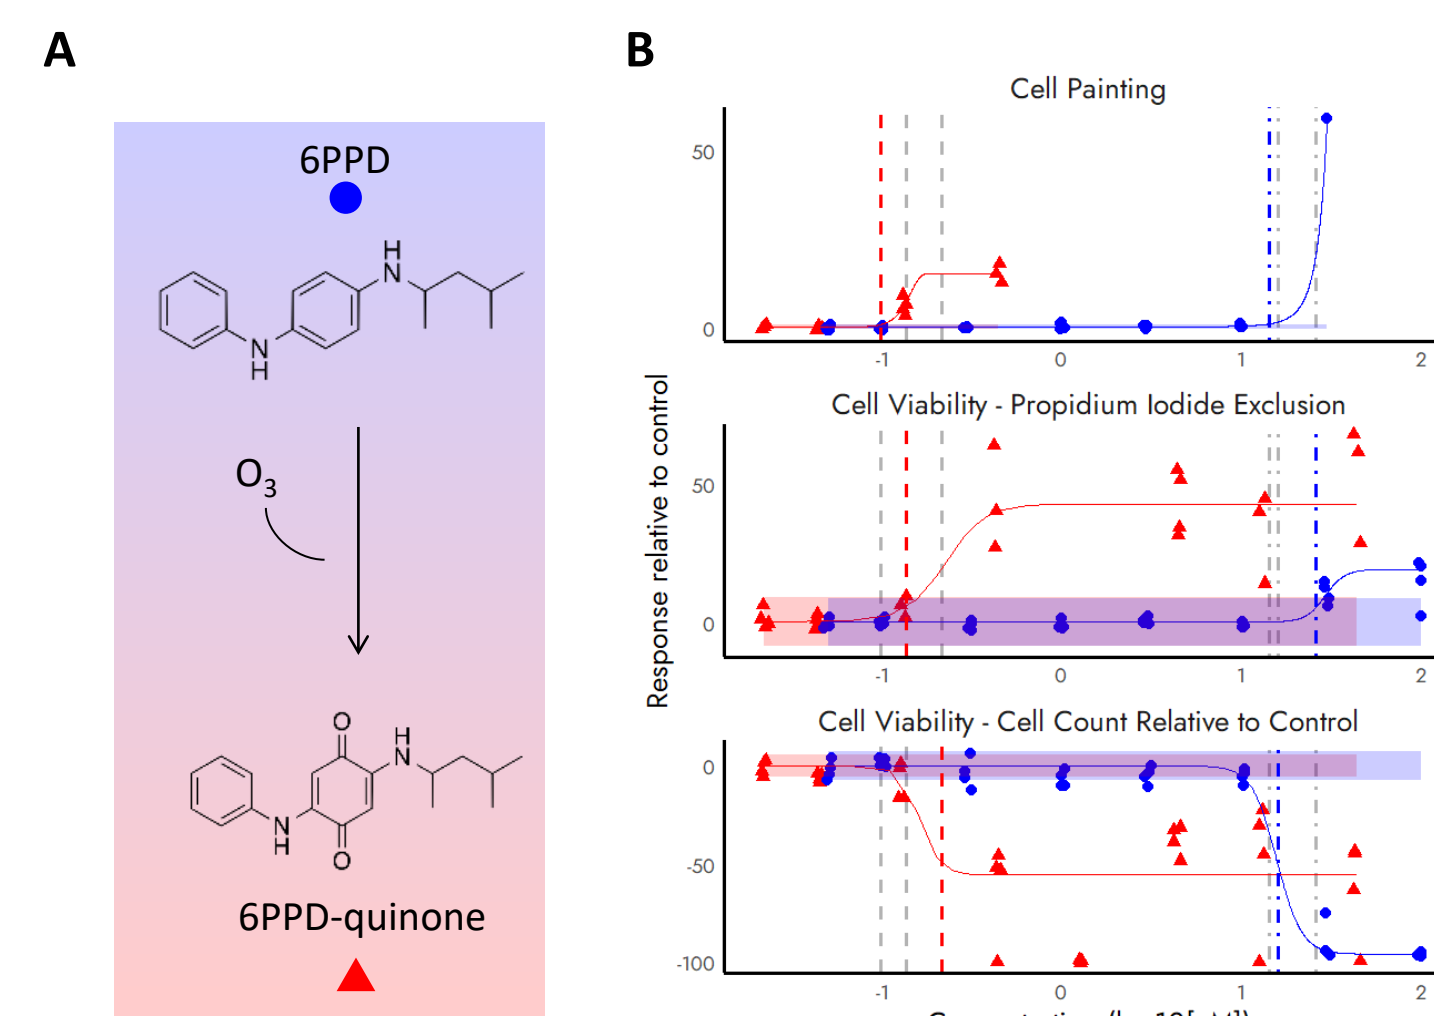 A
6PPD
H
N
N
H
O3
O
H
N
N
H
O
6PPD-quinone
B
Response relative to control
Cell Painting
50
0
-1 0 1 2
Cell Viability - Propidium Iodide Exclusion
50
0
-1 0 1 2
Cell Viability - Cell Count Relative to Control
0
-50
-100
-1 0 1 2